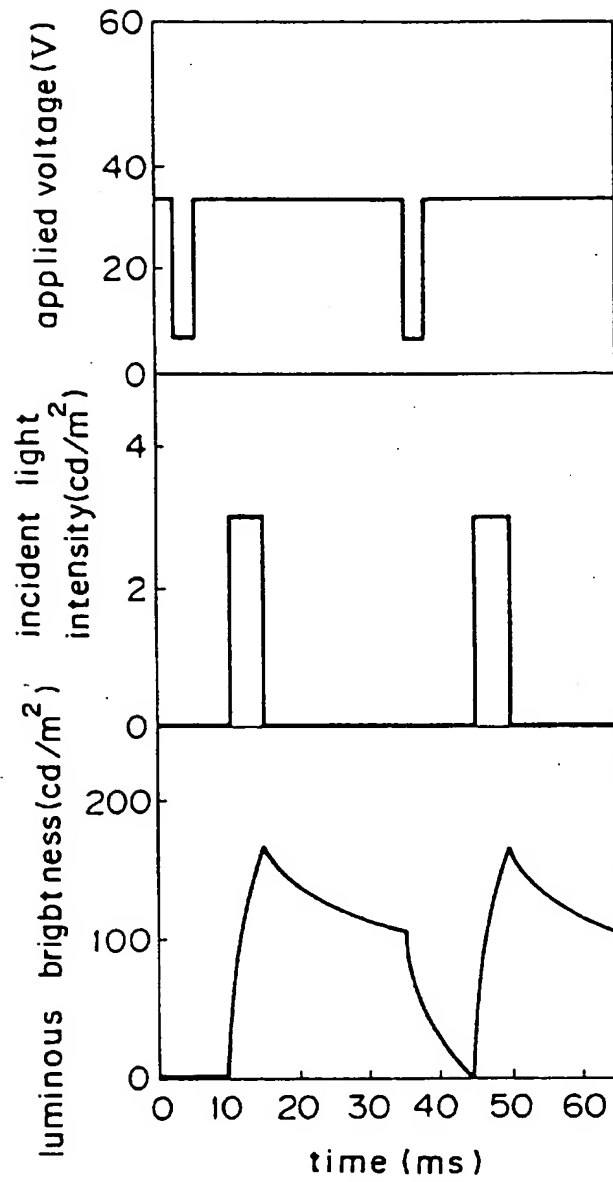 applied voltage(V)
60
40
20
0
incident light
intensity(cd/m2)
4
2
0
luminous brigbtness(cd/m2)
200
100
0
0 10 20 30 40 50 60
time (ms)